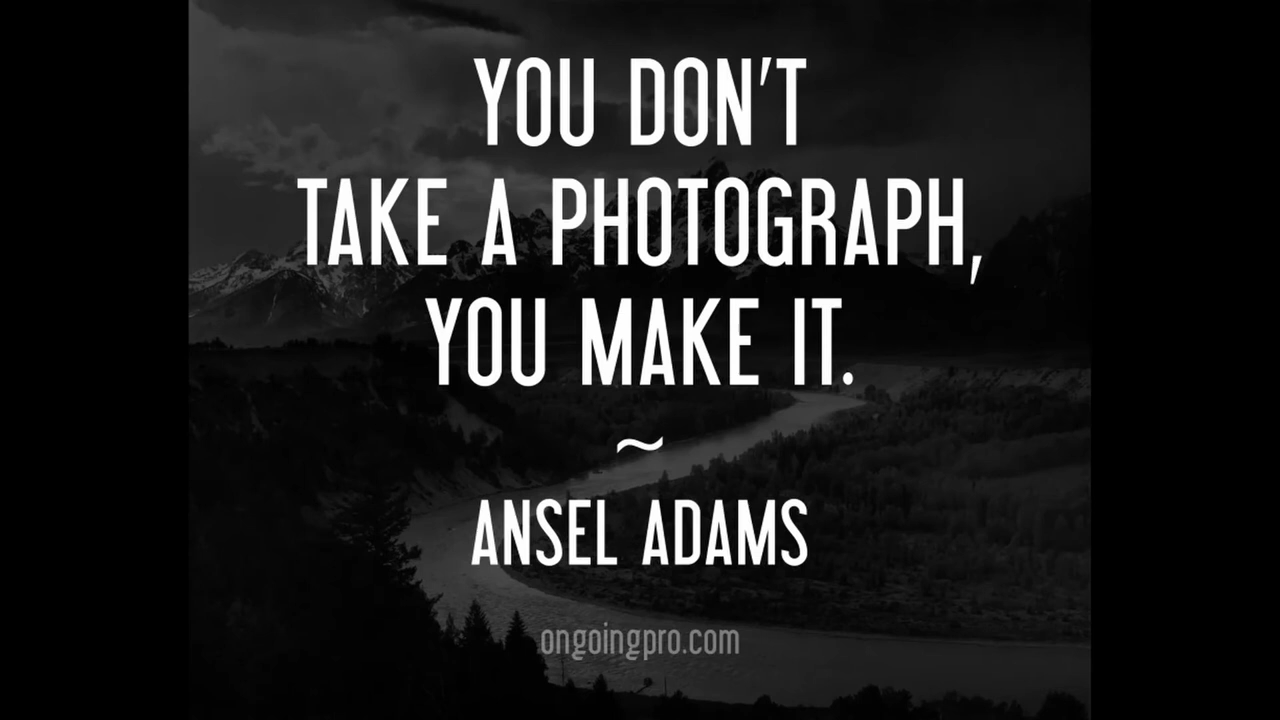 YOU DON'T
TAKE A PHOTOGRAPH,
YOU MAKE IT.
~
ANSEL ADAMS
ongoingpro.com